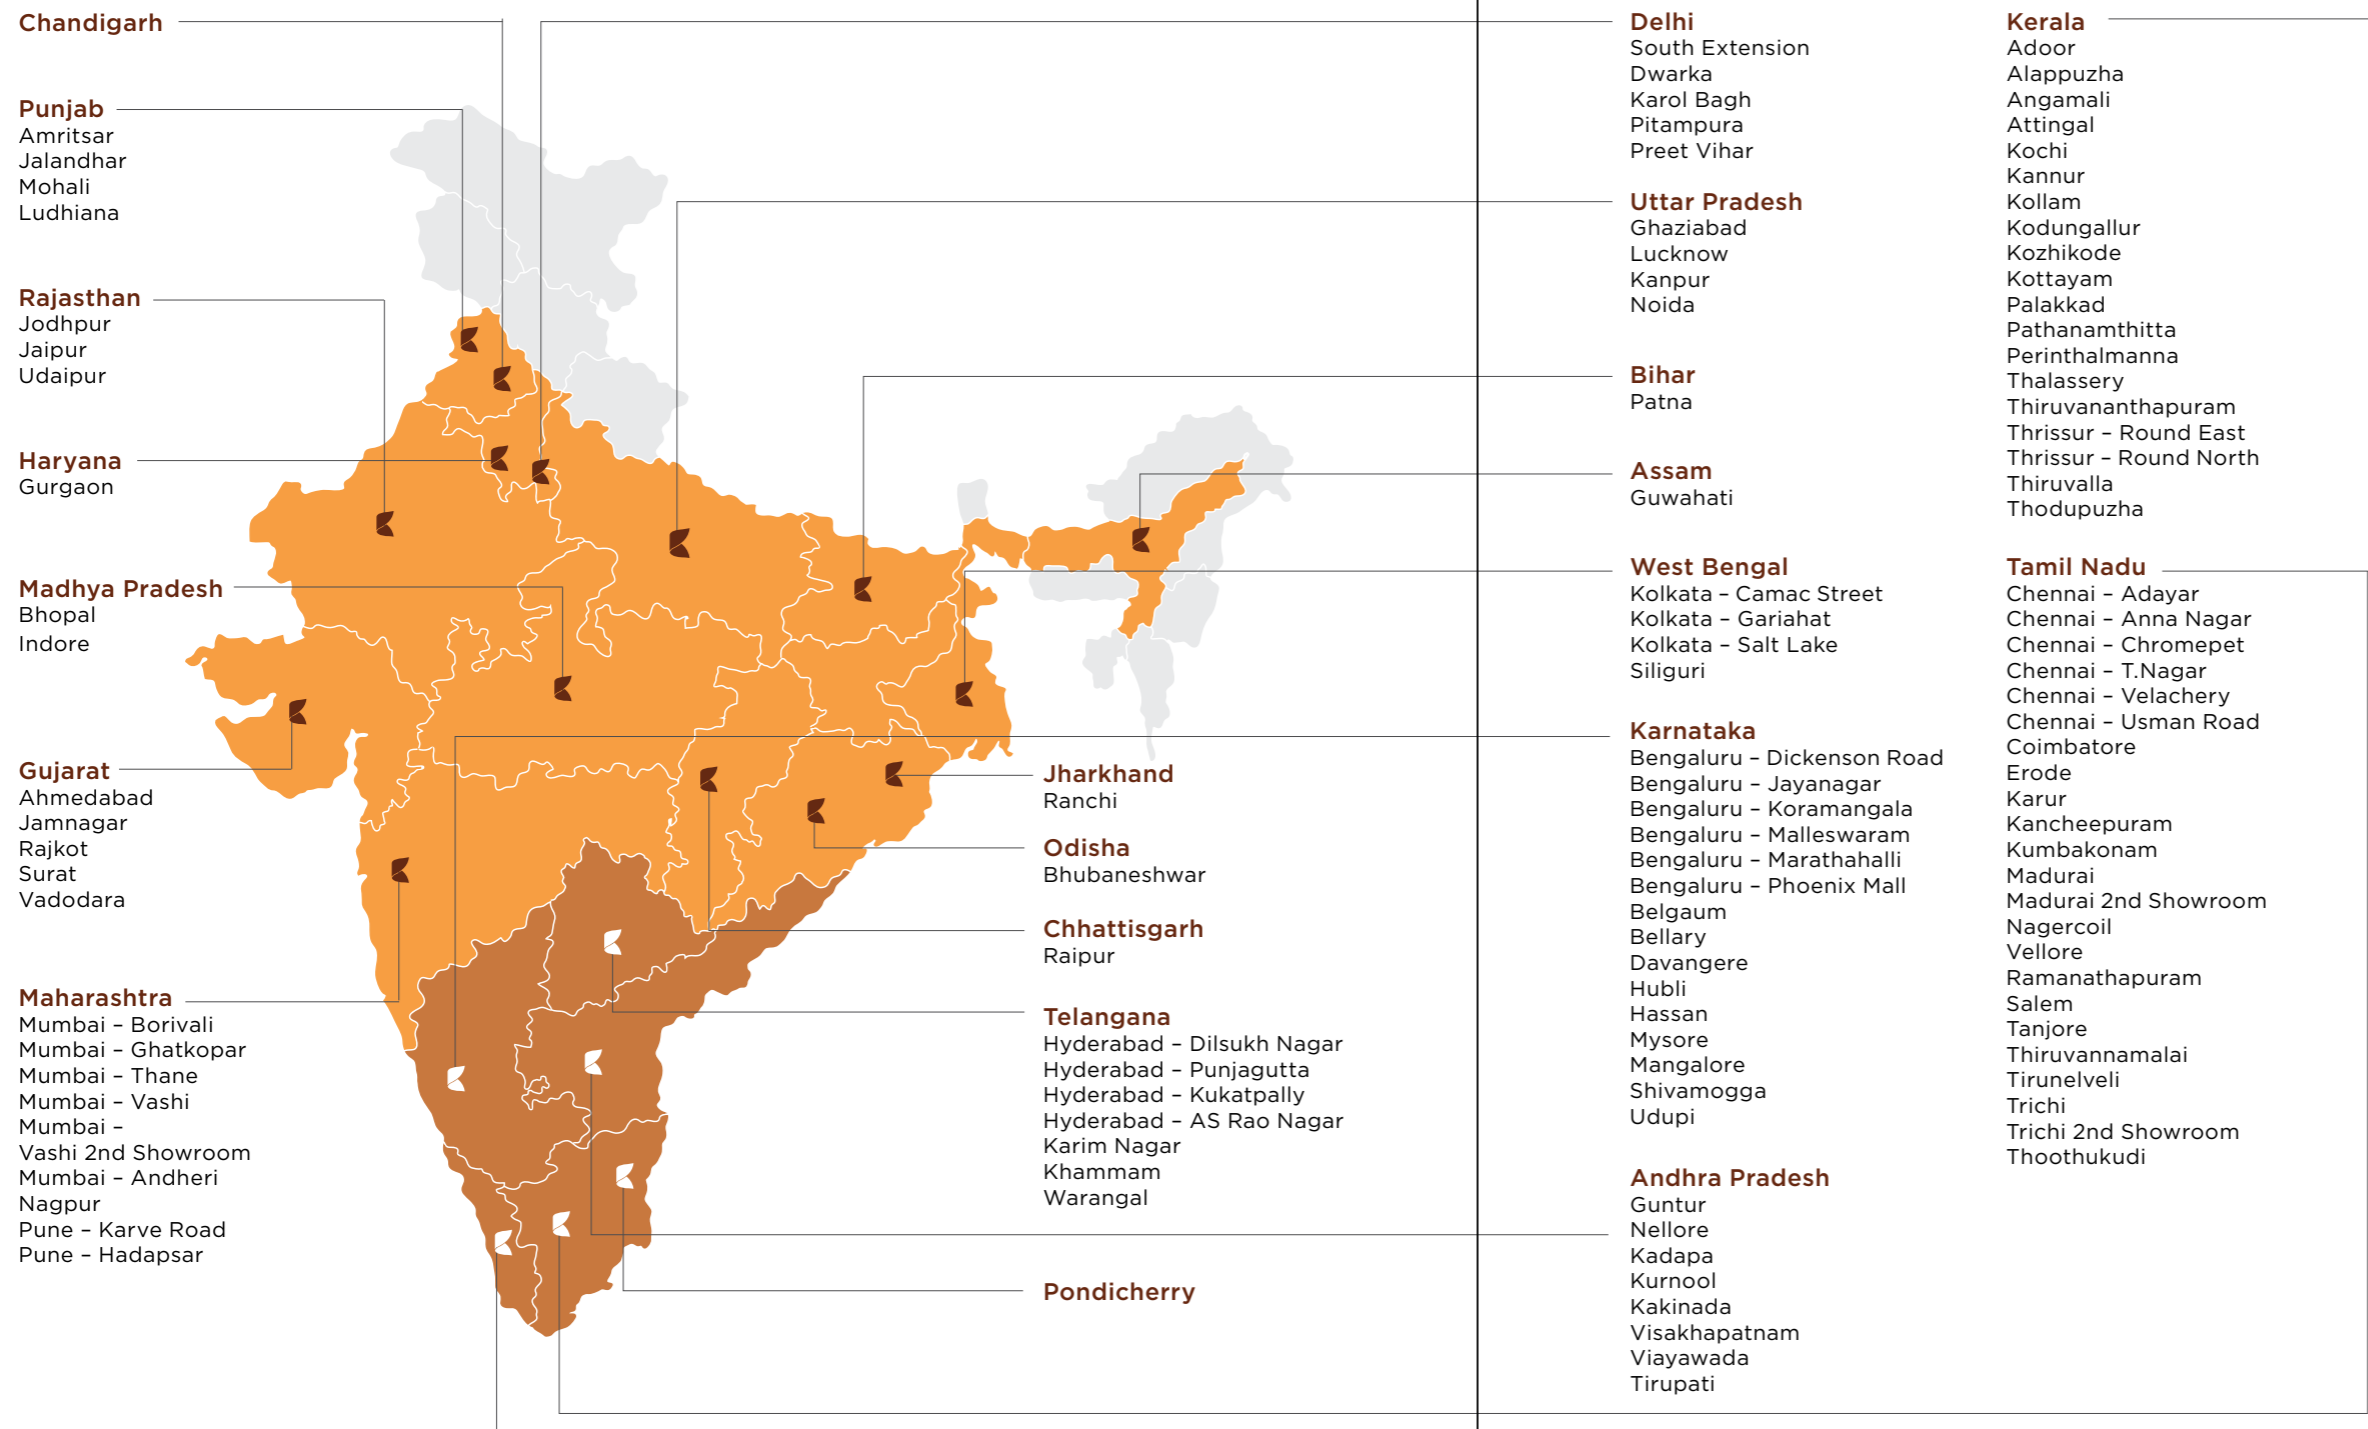 Chandigarh
Punjab
Amritsar
Jalandhar
Mohali
Ludhiana
Rajasthan
Jodhpur
Jaipur
Udaipur
Haryana
Gurgaon
Madhya Pradesh
Bhopal
Indore
Gujarat
Ahmedabad
Jamnagar
Rajkot
Surat
Vadodara
Maharashtra
Mumbai – Borivali
Mumbai – Ghatkopar
Mumbai – Thane
Mumbai – Vashi
Mumbai –
Vashi 2nd Showroom
Mumbai – Andheri
Nagpur
Pune – Karve Road
Pune – Hadapsar
Jharkhand
Ranchi
Odisha
Bhubaneshwar
Chhattisgarh
Raipur
Telangana
Hyderabad – Dilsukh Nagar
Hyderabad – Punjagutta
Hyderabad – Kukatpally
Hyderabad – AS Rao Nagar
Karim Nagar
Khammam
Warangal
Pondicherry
Delhi
South Extension
Dwarka
Karol Bagh
Pitampura
Preet Vihar
Uttar Pradesh
Ghaziabad
Lucknow
Kanpur
Noida
Bihar
Patna
Assam
Guwahati
West Bengal
Kolkata – Camac Street
Kolkata – Gariahat
Kolkata – Salt Lake
Siliguri
Karnataka
Bengaluru – Dickenson Road
Bengaluru – Jayanagar
Bengaluru – Koramangala
Bengaluru – Malleswaram
Bengaluru – Marathahalli
Bengaluru – Phoenix Mall
Belgaum
Bellary
Davangere
Hubli
Hassan
Mysore
Mangalore
Shivamogga
Udupi
Andhra Pradesh
Guntur
Nellore
Kadapa
Kurnool
Kakinada
Visakhapatnam
Viayawada
Tirupati
Kerala
Adoor
Alappuzha
Angamali
Attingal
Kochi
Kannur
Kollam
Kodungallur
Kozhikode
Kottayam
Palakkad
Pathanamthitta
Perinthalmanna
Thalassery
Thiruvananthapuram
Thrissur – Round East
Thrissur – Round North
Thiruvalla
Thodupuzha
Tamil Nadu
Chennai – Adayar
Chennai – Anna Nagar
Chennai – Chromepet
Chennai – T.Nagar
Chennai – Velachery
Chennai – Usman Road
Coimbatore
Erode
Karur
Kancheepuram
Kumbakonam
Madurai
Madurai 2nd Showroom
Nagercoil
Vellore
Ramanathapuram
Salem
Tanjore
Thiruvannamalai
Tirunelveli
Trichi
Trichi 2nd Showroom
Thoothukudi